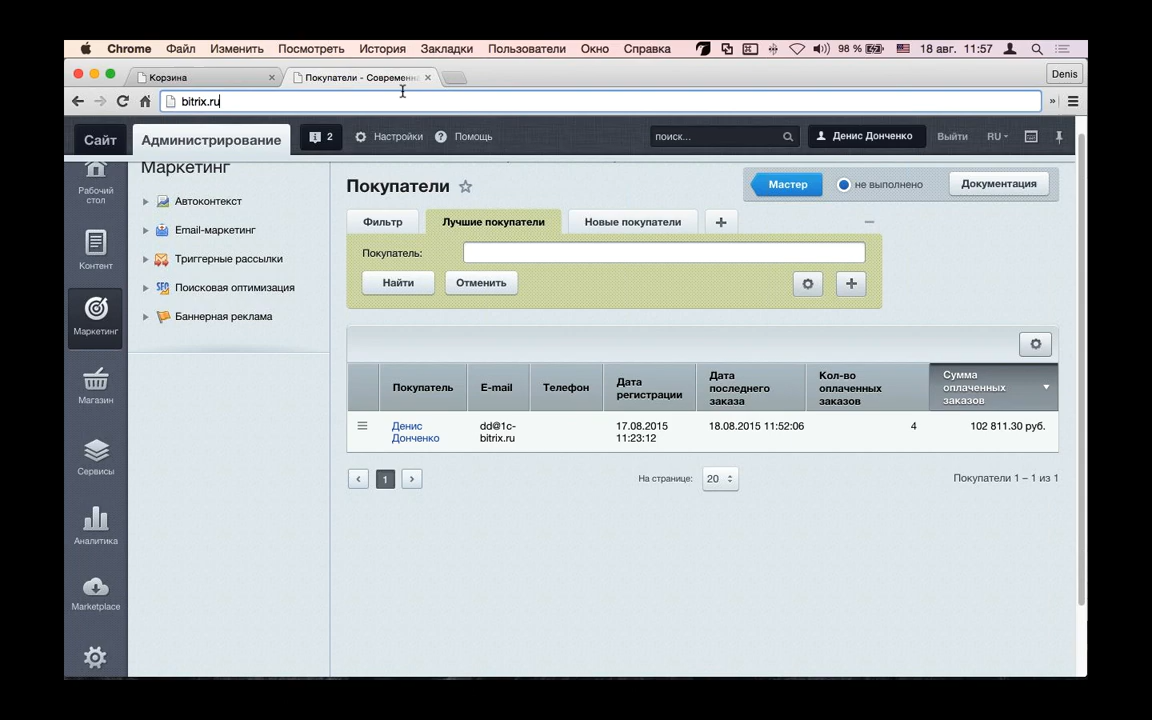 Chrome Файл Изменить Посмотреть История Закладки Пользователи Окно Справка 98 % 18 авг. 11:57
Корзина Покупатели - Современн Denis
bitrix.ru »
Сайт Администрирование 2 Настройки Помощь поиск... Денис Донченко Выйти RU
Рабочий стол
Контент
Маркетинг
Магазин
Сервисы
Аналитика
Marketplace
Маркетинг
Автоконтекст
Email-маркетинг
Триггерные рассылки
Поисковая оптимизация
Баннерная реклама
Покупатели Мастер не выполнено Документация
Фильтр Лучшие покупатели Новые покупатели +
Покупатель:
Найти Отменить
Покупатель E-mail Телефон Дата регистрации Дата последнего заказа Кол-во оплаченных заказов Сумма оплаченных заказов
Денис Донченко dd@1c-bitrix.ru 17.08.2015 11:23:12 18.08.2015 11:52:06 4 102 811.30 руб.
1 На странице: 20 Покупатели 1 – 1 из 1